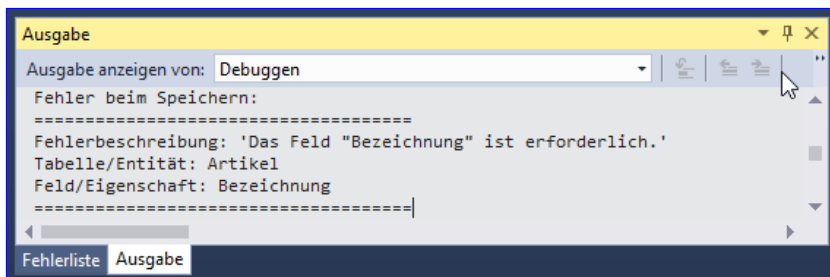 Ausgabe
Ausgabe anzeigen von: Debuggen
Fehler beim Speichern:
=====================================
Fehlerbeschreibung: 'Das Feld "Bezeichnung" ist erforderlich.'
Tabelle/Entität: Artikel
Feld/Eigenschaft: Bezeichnung
=====================================
Fehlerliste Ausgabe